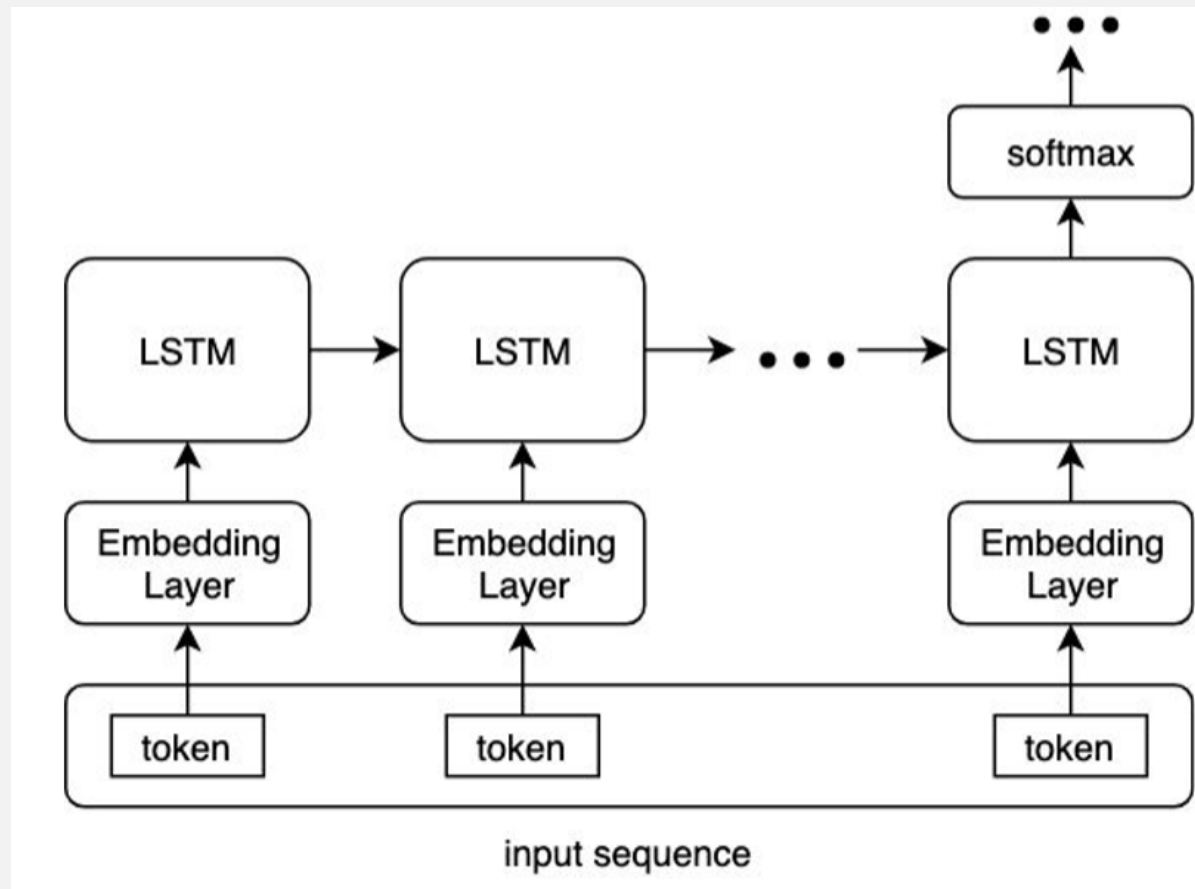 softmax
LSTM
LSTM
LSTM
Embedding
Layer
Embedding
Layer
Embedding
Layer
token
token
token
input sequence